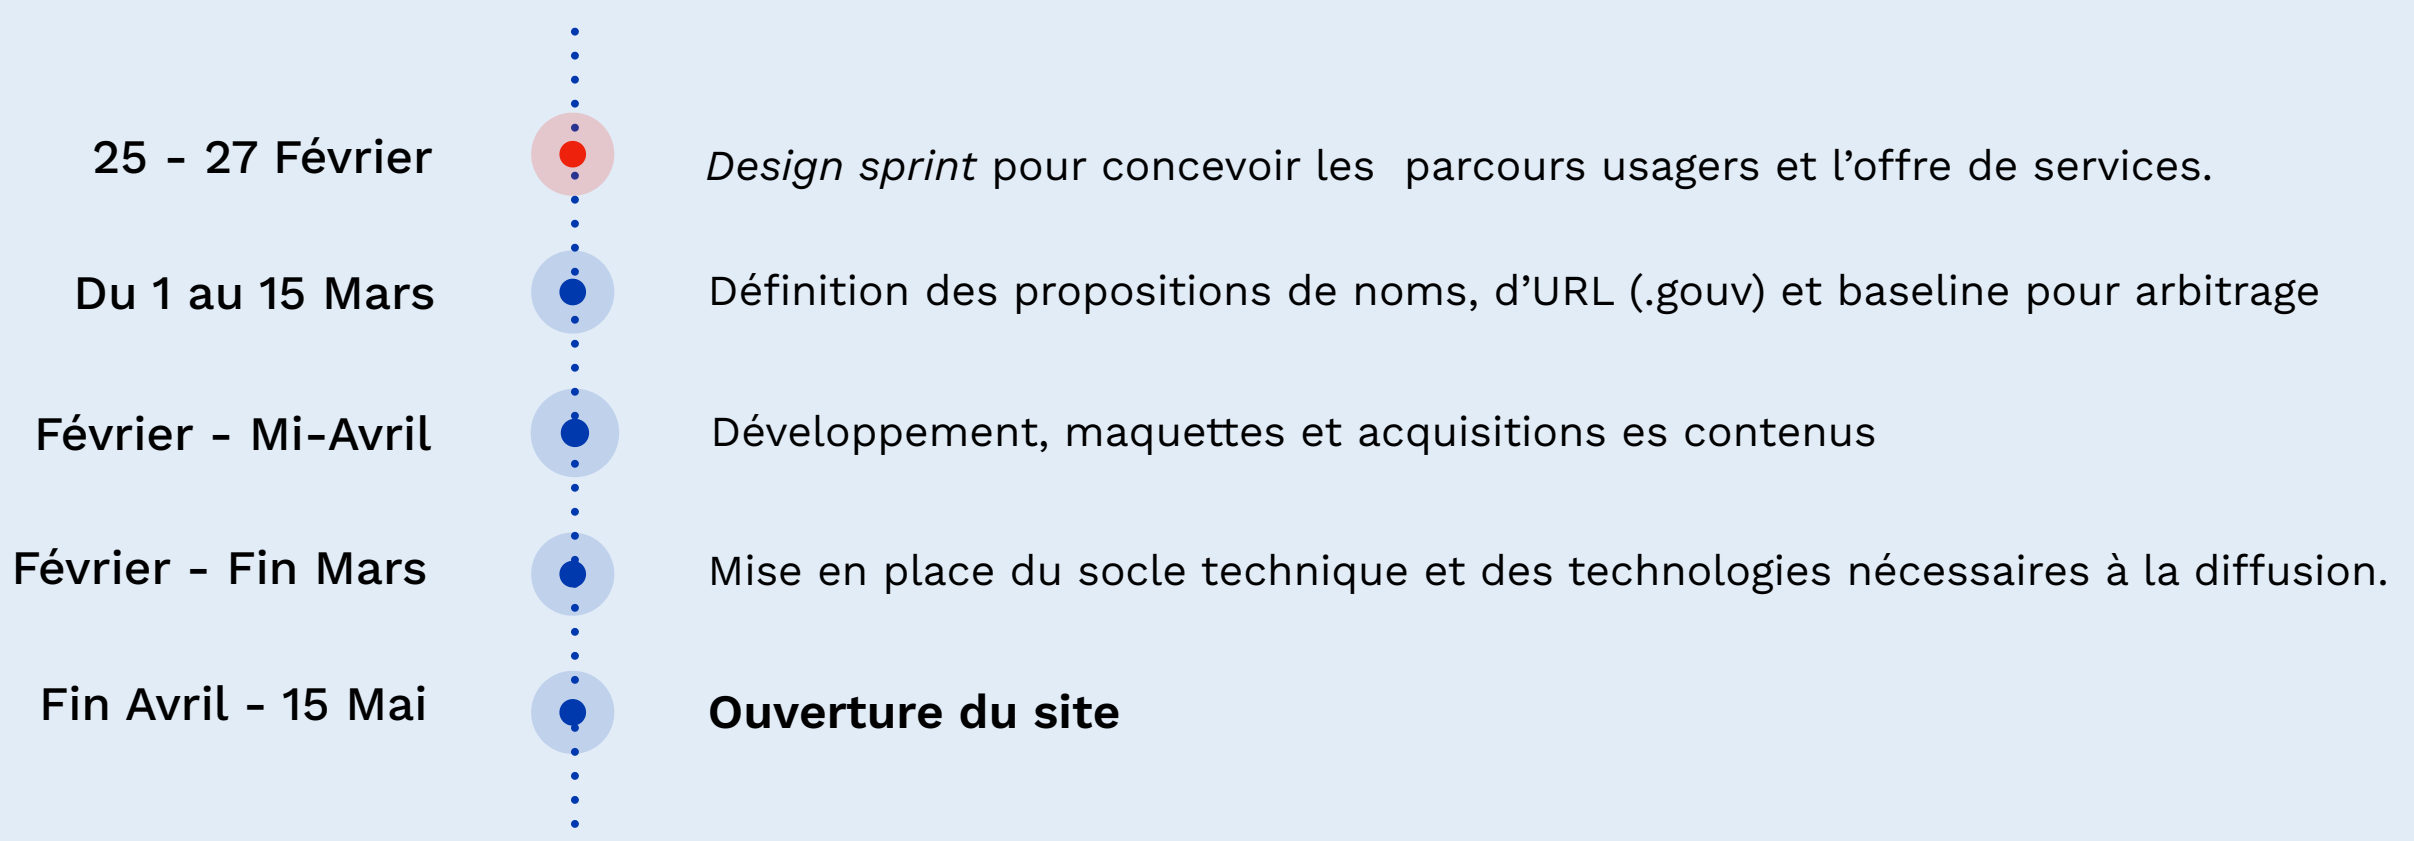 25 - 27 Février
Design sprint pour concevoir les  parcours usagers et l’offre de services.
Du 1 au 15 Mars
Définition des propositions de noms, d’URL (.gouv) et baseline pour arbitrage
Février - Mi-Avril
Développement, maquettes et acquisitions es contenus
Février - Fin Mars
Mise en place du socle technique et des technologies nécessaires à la diffusion.
Fin Avril - 15 Mai
Ouverture du site